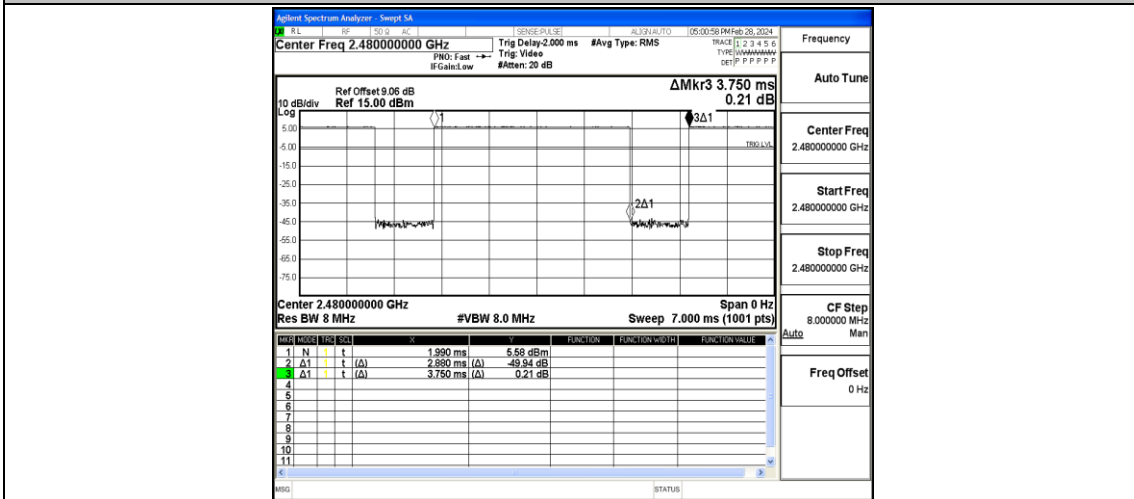 Agilent Spectrum Analyzer - Swept SA
RL RF 50 Ω AC SENSE:PULSE ALIGN AUTO 05:00:58 PM Feb 28, 2024
Center Freq 2.480000000 GHz
Trig Delay-2.000 ms #Avg Type: RMS
TRACE 1 2 3 4 5 6
PNO: Fast Trig: Video
TYPE
IFGain:Low #Atten: 20 dB
DET P P P P P P
Frequency
Auto Tune
ΔMkr3 3.750 ms
0.21 dB
Ref Offset 9.06 dB
10 dB/div Ref 15.00 dBm
Log
1
3Δ1
5.00
TRIG LVL
-5.00
-15.0
-25.0
-35.0
2Δ1
-45.0
-55.0
-65.0
-75.0
Center Freq
2.480000000 GHz
Start Freq
2.480000000 GHz
Stop Freq
2.480000000 GHz
Center 2.480000000 GHz Span 0 Hz
Res BW 8 MHz #VBW 8.0 MHz Sweep 7.000 ms (1001 pts)
CF Step
8.000000 MHz
Auto Man
Freq Offset
0 Hz
MKR MODE TRC SCL X Y FUNCTION FUNCTION WIDTH FUNCTION VALUE
1 N 1 t 1.990 ms 5.58 dBm
2 Δ1 1 t (Δ) 2.880 ms (Δ) -49.94 dB
3 Δ1 1 t (Δ) 3.750 ms (Δ) 0.21 dB
4
5
6
7
8
9
10
11
MSG STATUS